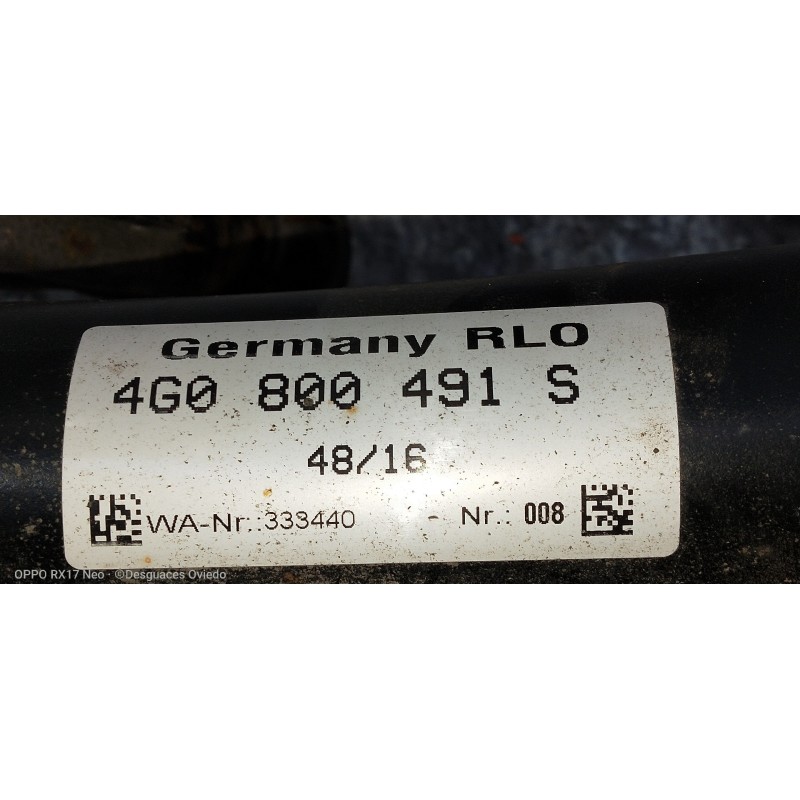 Germany RLO
4G0 800 491 S
48/16
WA-Nr.:333440 - Nr.: 008
OPPO RX17 Neo · ©Desguaces Oviedo